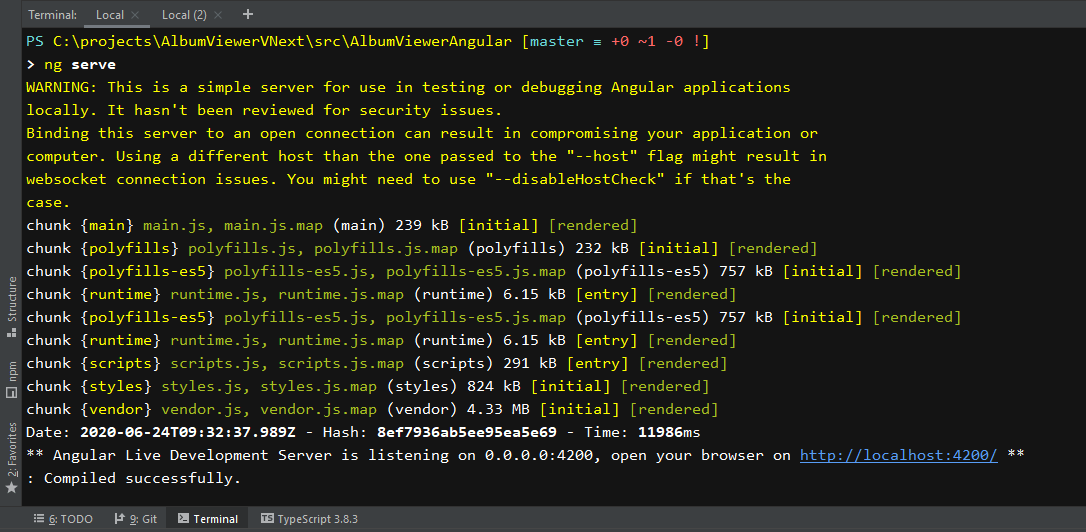 Terminal: Local × Local (2) × +
PS C:\projects\AlbumViewerVNext\src\AlbumViewerAngular [master ≡ +0 ~1 -0 !]
> ng serve
WARNING: This is a simple server for use in testing or debugging Angular applications
locally. It hasn't been reviewed for security issues.
Binding this server to an open connection can result in compromising your application or
computer. Using a different host than the one passed to the "--host" flag might result in
websocket connection issues. You might need to use "--disableHostCheck" if that's the
case.
chunk {main} main.js, main.js.map (main) 239 kB [initial] [rendered]
chunk {polyfills} polyfills.js, polyfills.js.map (polyfills) 232 kB [initial] [rendered]
chunk {polyfills-es5} polyfills-es5.js, polyfills-es5.js.map (polyfills-es5) 757 kB [initial] [rendered]
chunk {runtime} runtime.js, runtime.js.map (runtime) 6.15 kB [entry] [rendered]
chunk {polyfills-es5} polyfills-es5.js, polyfills-es5.js.map (polyfills-es5) 757 kB [initial] [rendered]
chunk {runtime} runtime.js, runtime.js.map (runtime) 6.15 kB [entry] [rendered]
chunk {scripts} scripts.js, scripts.js.map (scripts) 291 kB [entry] [rendered]
chunk {styles} styles.js, styles.js.map (styles) 824 kB [initial] [rendered]
chunk {vendor} vendor.js, vendor.js.map (vendor) 4.33 MB [initial] [rendered]
Date: 2020-06-24T09:32:37.989Z - Hash: 8ef7936ab5ee95ea5e69 - Time: 11986ms
** Angular Live Development Server is listening on 0.0.0.0:4200, open your browser on http://localhost:4200/ **
: Compiled successfully.
Structure
npm
2: Favorites
6: TODO 9: Git Terminal TypeScript 3.8.3